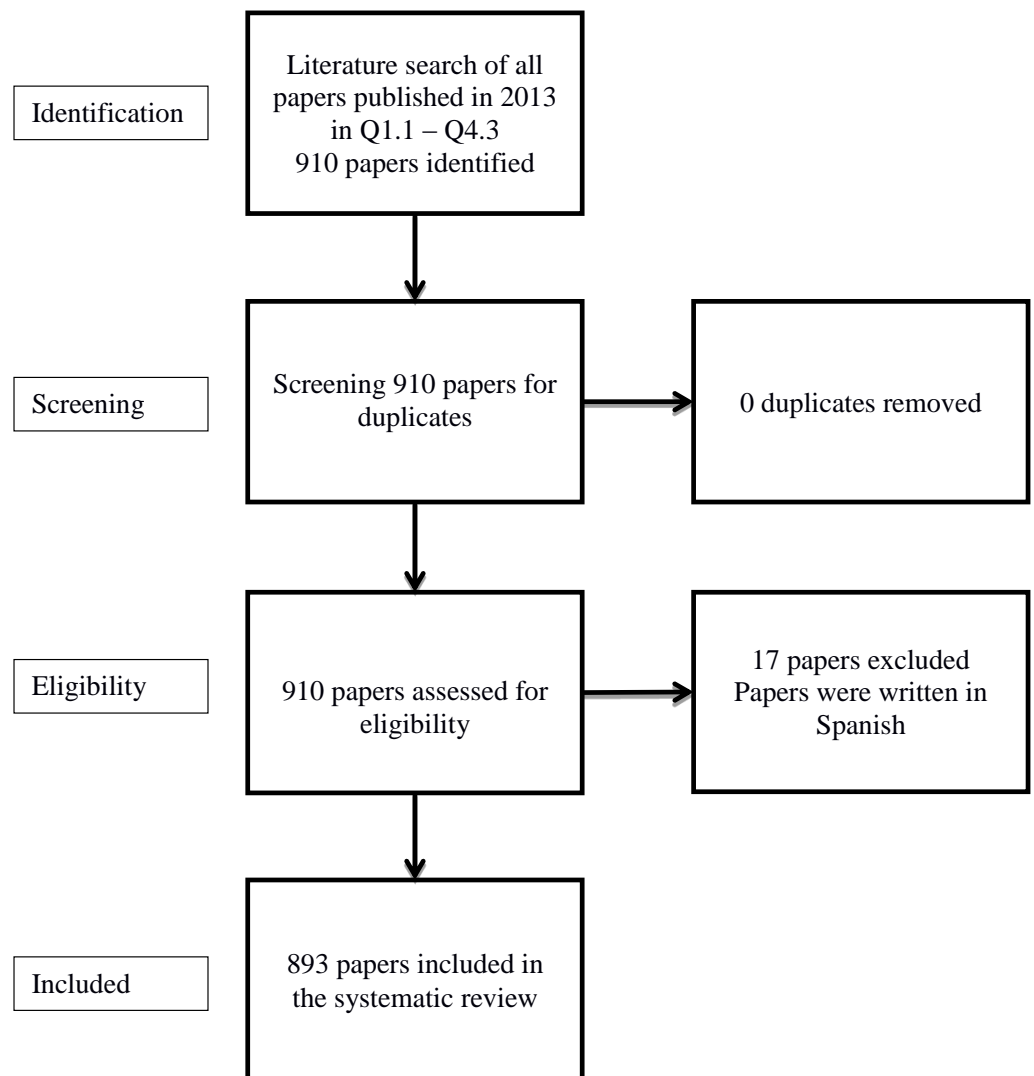 Identification
Literature search of all
papers published in 2013
in Q1.1 – Q4.3
910 papers identified
Screening
Screening 910 papers for
duplicates
0 duplicates removed
Eligibility
910 papers assessed for
eligibility
17 papers excluded
Papers were written in
Spanish
Included
893 papers included in
the systematic review